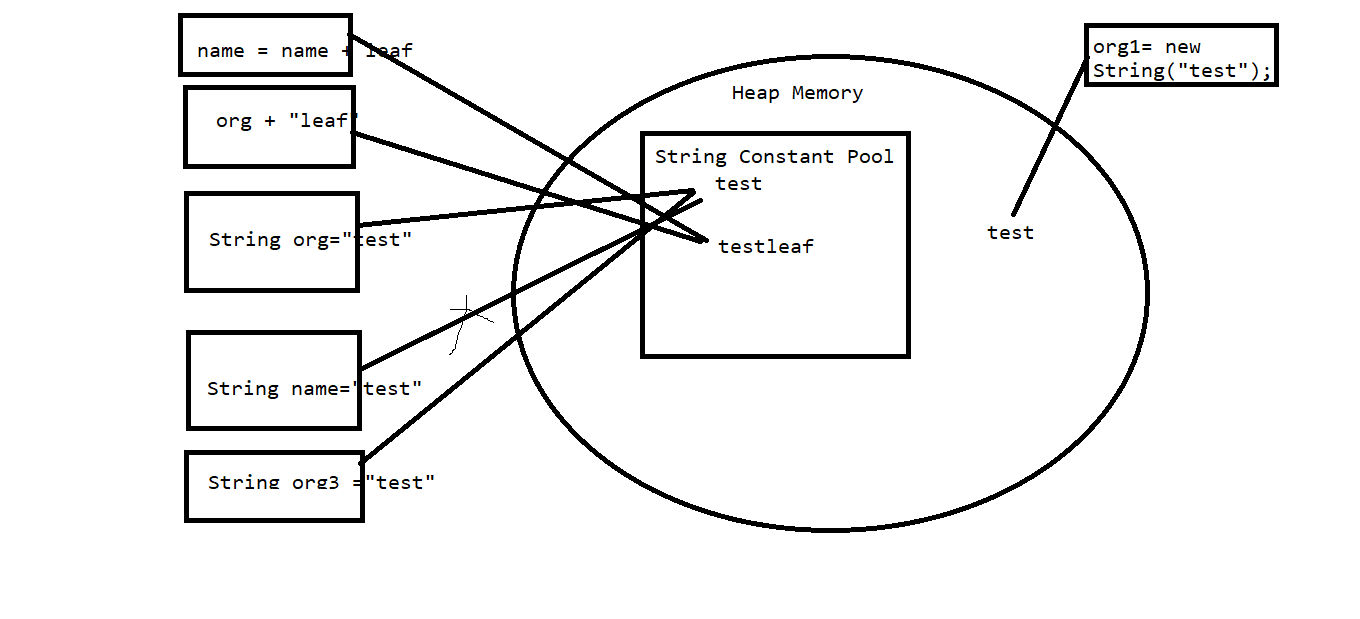 name = name + leaf
org + "leaf"
String org="test"
String name="test"
String org3 ="test"
Heap Memory
String Constant Pool
test
testleaf
test
org1= new
String("test");